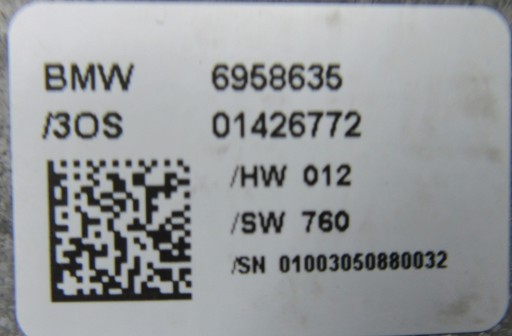 BMW 6958635
/3OS 01426772
/HW 012
/SW 760
/SN 01003050880032